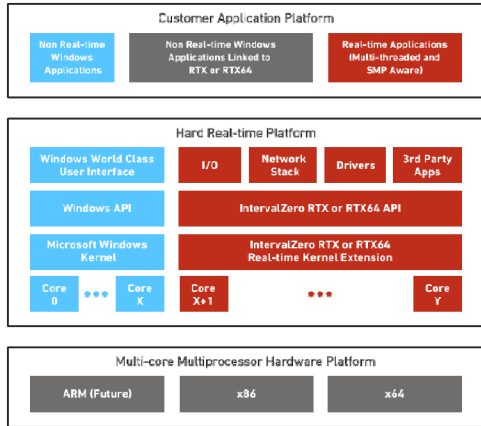 Customer Application Platform
Non Real-time
Windows
Applications
Non Real-time Windows
Applications Linked to
RTX or RTX64
Real-time Applications
(Multi-threaded and
SMP Aware)
Hard Real-time Platform
Windows World Class
User Interface
I/O
Network
Stack
Drivers
3rd Party
Apps
Windows API
IntervalZero RTX or RTX64 API
Microsoft Windows
Kernel
IntervalZero RTX or RTX64
Real-time Kernel Extension
Core
0
Core
X
Core
X+1
Core
Y
Multi-core Multiprocessor Hardware Platform
ARM (Future)
x86
x64